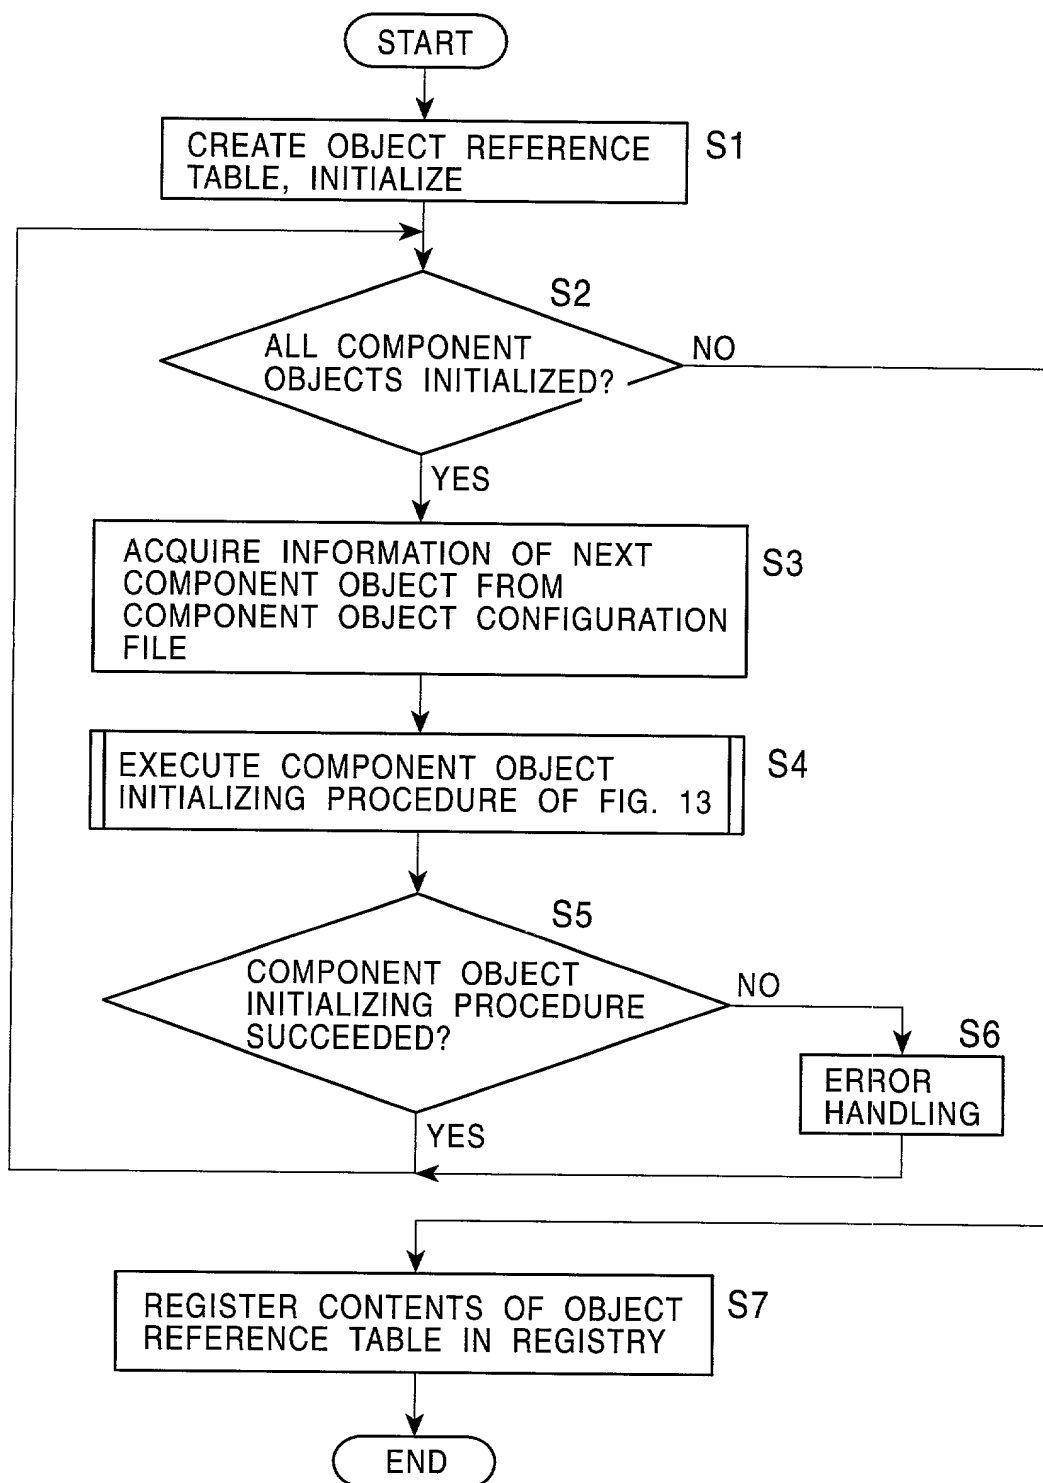 START
CREATE OBJECT REFERENCE
TABLE, INITIALIZE
S1
S2
ALL COMPONENT
OBJECTS INITIALIZED?
NO
YES
ACQUIRE INFORMATION OF NEXT
COMPONENT OBJECT FROM
COMPONENT OBJECT CONFIGURATION
FILE
S3
EXECUTE COMPONENT OBJECT
INITIALIZING PROCEDURE OF FIG. 13
S4
S5
COMPONENT OBJECT
INITIALIZING PROCEDURE
SUCCEEDED?
NO
S6
ERROR
HANDLING
YES
REGISTER CONTENTS OF OBJECT
REFERENCE TABLE IN REGISTRY
S7
END